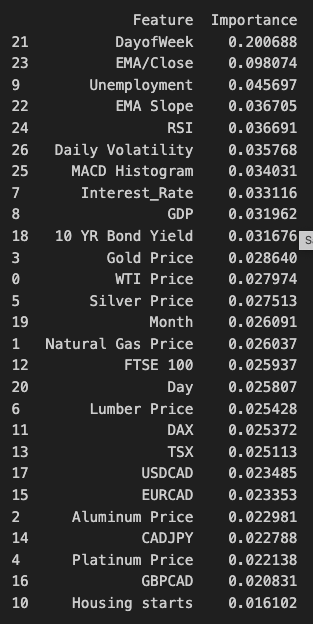 Feature Importance
21 DayofWeek 0.200688
23 EMA/Close 0.098074
9 Unemployment 0.045697
22 EMA Slope 0.036705
24 RSI 0.036691
26 Daily Volatility 0.035768
25 MACD Histogram 0.034031
7 Interest_Rate 0.033116
8 GDP 0.031962
18 10 YR Bond Yield 0.031676
3 Gold Price 0.028640
0 WTI Price 0.027974
5 Silver Price 0.027513
19 Month 0.026091
1 Natural Gas Price 0.026037
12 FTSE 100 0.025937
20 Day 0.025807
6 Lumber Price 0.025428
11 DAX 0.025372
13 TSX 0.025113
17 USDCAD 0.023485
15 EURCAD 0.023353
2 Aluminum Price 0.022981
14 CADJPY 0.022788
4 Platinum Price 0.022138
16 GBPCAD 0.020831
10 Housing starts 0.016102